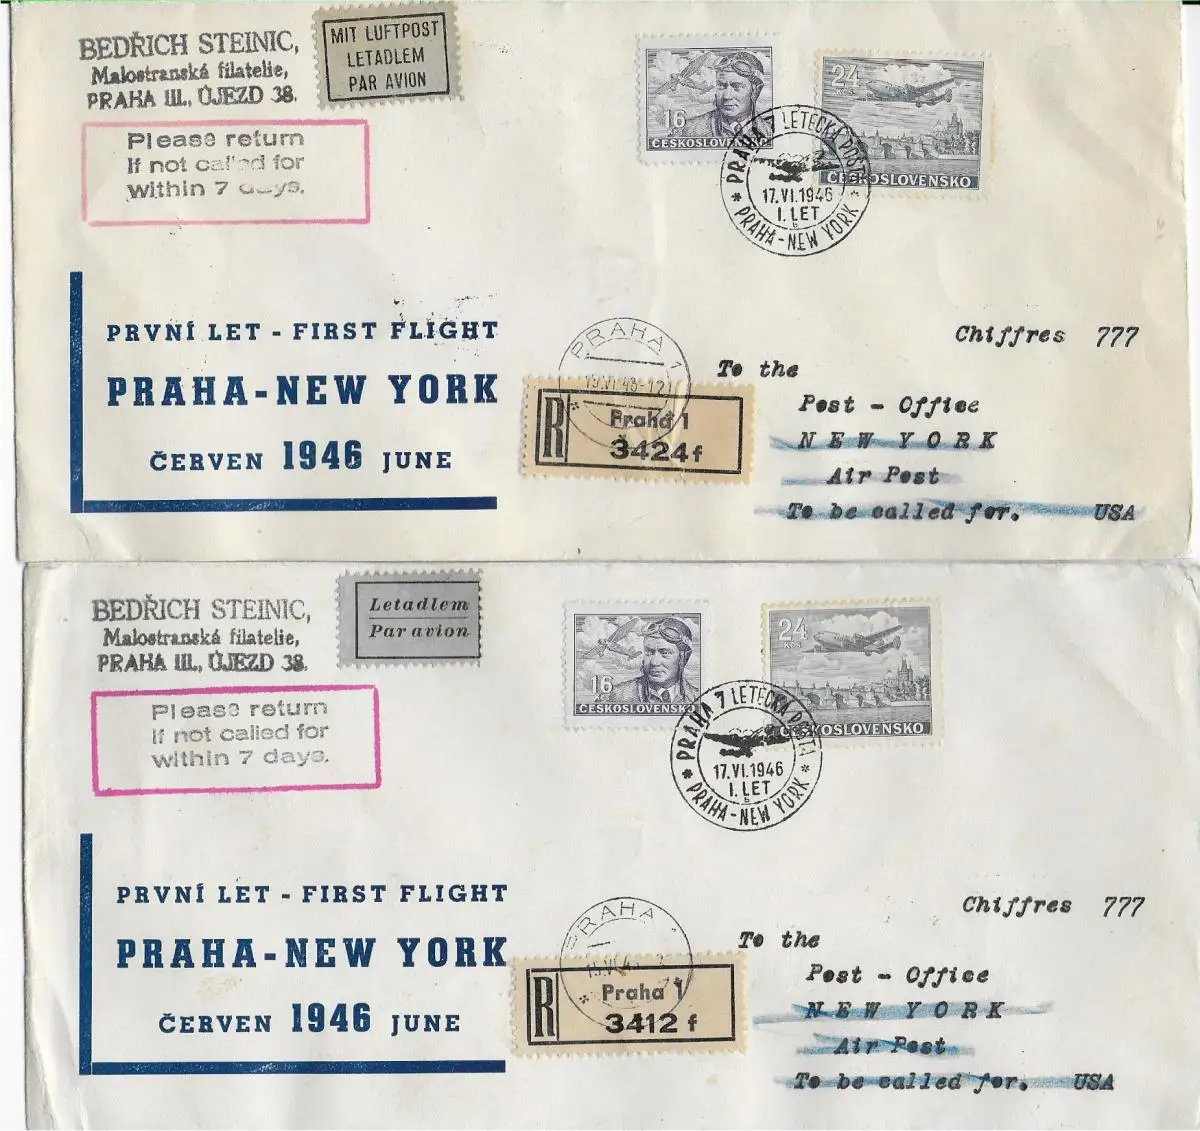 BEDŘICH STEINIC,
Malostranská filatelie,
PRAHA III., ÚJEZD 38.
MIT LUFTPOST
LETADLEM
PAR AVION
Please return
If not called for
within 7 days.
16
KČS
ČESKOSLOVENSKO
24
KČS
ČESKOSLOVENSKO
PRAHA 7 LETECKÁ POŠTA
17.VI.1946
I. LET
b
* PRAHA-NEW YORK *
PRVNÍ LET - FIRST FLIGHT
PRAHA-NEW YORK
ČERVEN 1946 JUNE
PRAHA 1
R
Praha 1
3424 f
Chiffres 777
To the
Post - Office
NEW YORK
Air Post
To be called for. USA
BEDŘICH STEINIC,
Malostranská filatelie,
PRAHA III., ÚJEZD 38.
Letadlem
Par avion
Please return
If not called for
within 7 days.
16
ČESKOSLOVENSKO
24
KČS
ČESKOSLOVENSKO
PRAHA 7 LETECKÁ POŠTA
17.VI.1946
I. LET
b
* PRAHA-NEW YORK *
PRVNÍ LET - FIRST FLIGHT
PRAHA-NEW YORK
ČERVEN 1946 JUNE
PRAHA 1
R
Praha 1
3412 f
Chiffres 777
To the
Post - Office
NEW YORK
Air Post
To be called for. USA